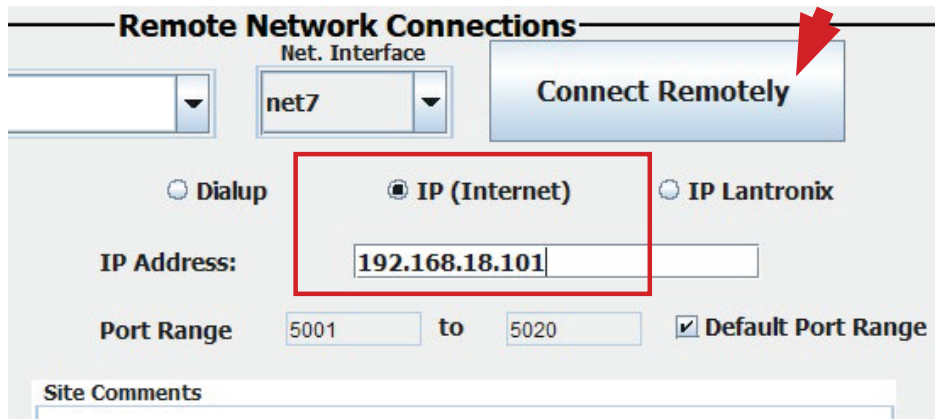 Remote Network Connections
Net. Interface
net7
Connect Remotely
Dialup IP (Internet) IP Lantronix
IP Address: 192.168.18.101
Port Range 5001 to 5020 Default Port Range
Site Comments